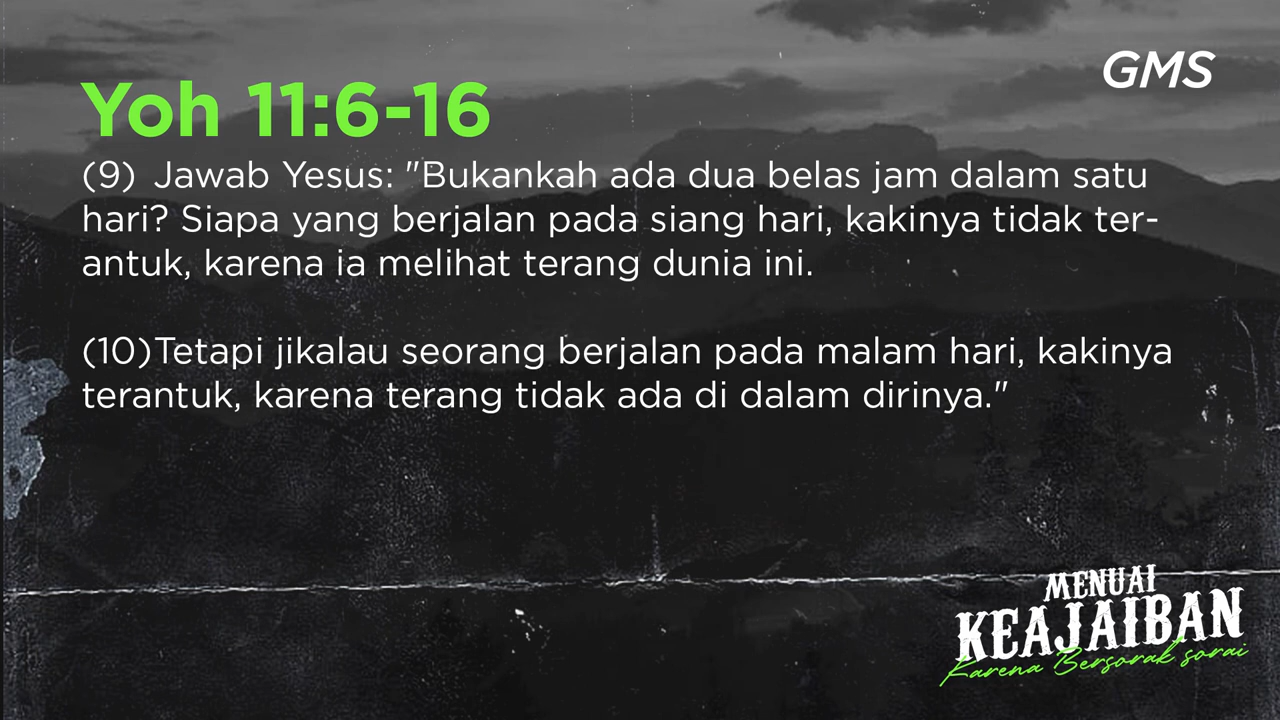 GMS
Yoh 11:6-16
(9) Jawab Yesus: "Bukankah ada dua belas jam dalam satu
hari? Siapa yang berjalan pada siang hari, kakinya tidak ter-
antuk, karena ia melihat terang dunia ini.
(10)Tetapi jikalau seorang berjalan pada malam hari, kakinya
terantuk, karena terang tidak ada di dalam dirinya."
MENUAI
KEAJAIBAN
Karena Bersorak sorai